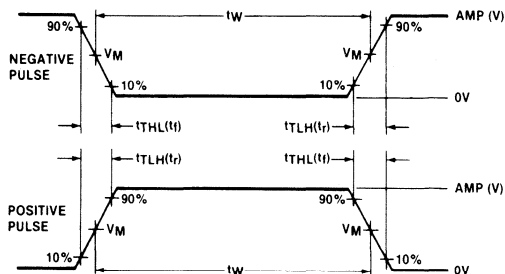 tW
AMP (V)
90%
90%
NEGATIVE
PULSE
VM
VM
10%
10%
0V
tTHL(tf)
tTLH(tr)
tTLH(tr)
tTHL(tf)
AMP (V)
90%
90%
POSITIVE
PULSE
VM
VM
10%
10%
tW
0V